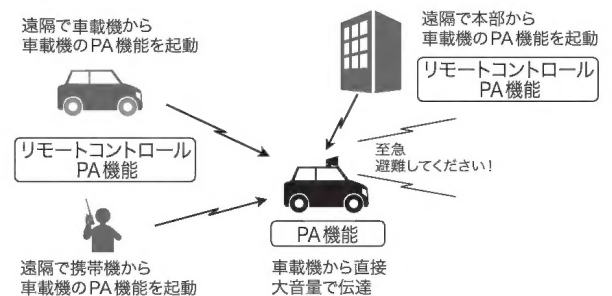 遠隔で車載機から
車載機のPA機能を起動
リモートコントロール
PA機能
遠隔で携帯機から
車載機のPA機能を起動
遠隔で本部から
車載機のPA機能を起動
リモートコントロール
PA機能
至急
避難してください!
PA機能
車載機から直接
大音量で伝達